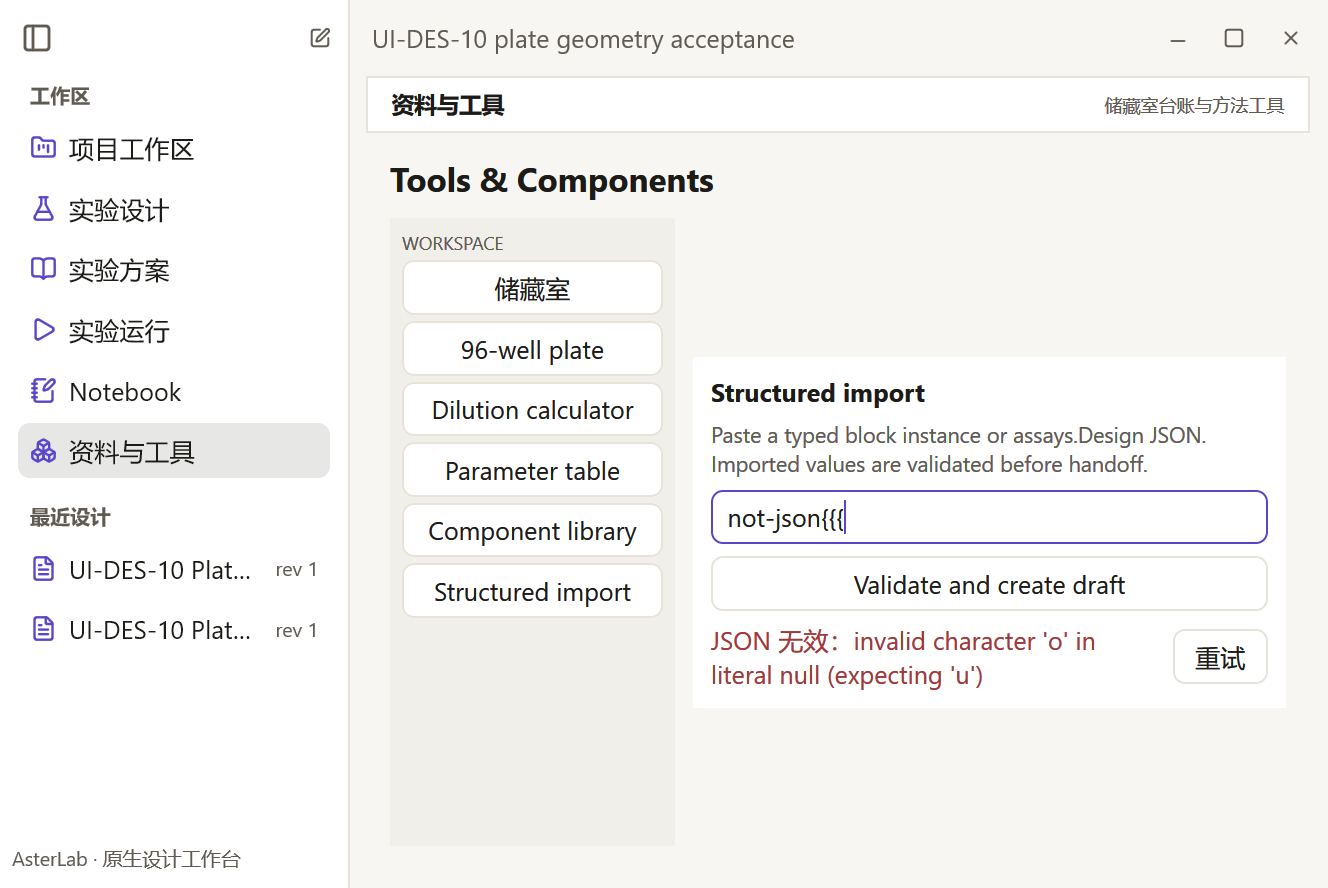 UI-DES-10 plate geometry acceptance
工作区
项目工作区
实验设计
实验方案
实验运行
Notebook
资料与工具
最近设计
UI-DES-10 Plat... rev 1
UI-DES-10 Plat... rev 1
AsterLab · 原生设计工作台
资料与工具
储藏室台账与方法工具
Tools & Components
WORKSPACE
储藏室
96-well plate
Dilution calculator
Parameter table
Component library
Structured import
Structured import
Paste a typed block instance or assays.Design JSON.
Imported values are validated before handoff.
not-json{{{
Validate and create draft
JSON 无效：invalid character 'o' in
literal null (expecting 'u')
重试